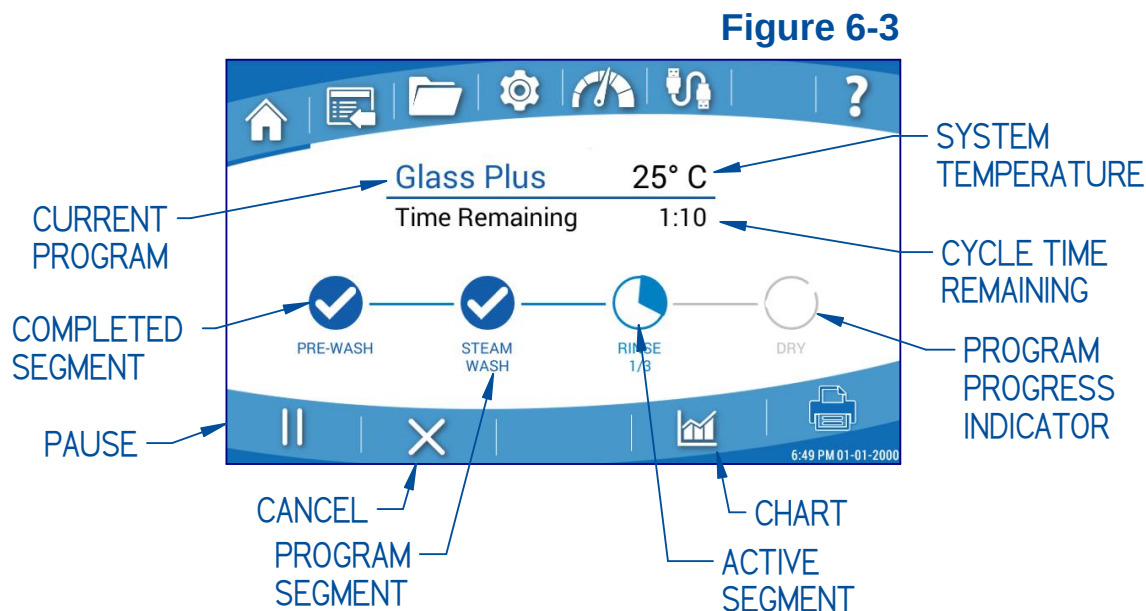 Figure 6-3
?
SYSTEM
TEMPERATURE
Glass Plus 25° C
Time Remaining 1:10
CURRENT
PROGRAM
CYCLE TIME
REMAINING
COMPLETED
SEGMENT
PRE-WASH
STEAM
WASH
RINSE
1/3
DRY
PROGRAM
PROGRESS
INDICATOR
PAUSE
6:49 PM 01-01-2000
CANCEL
CHART
PROGRAM
SEGMENT
ACTIVE
SEGMENT